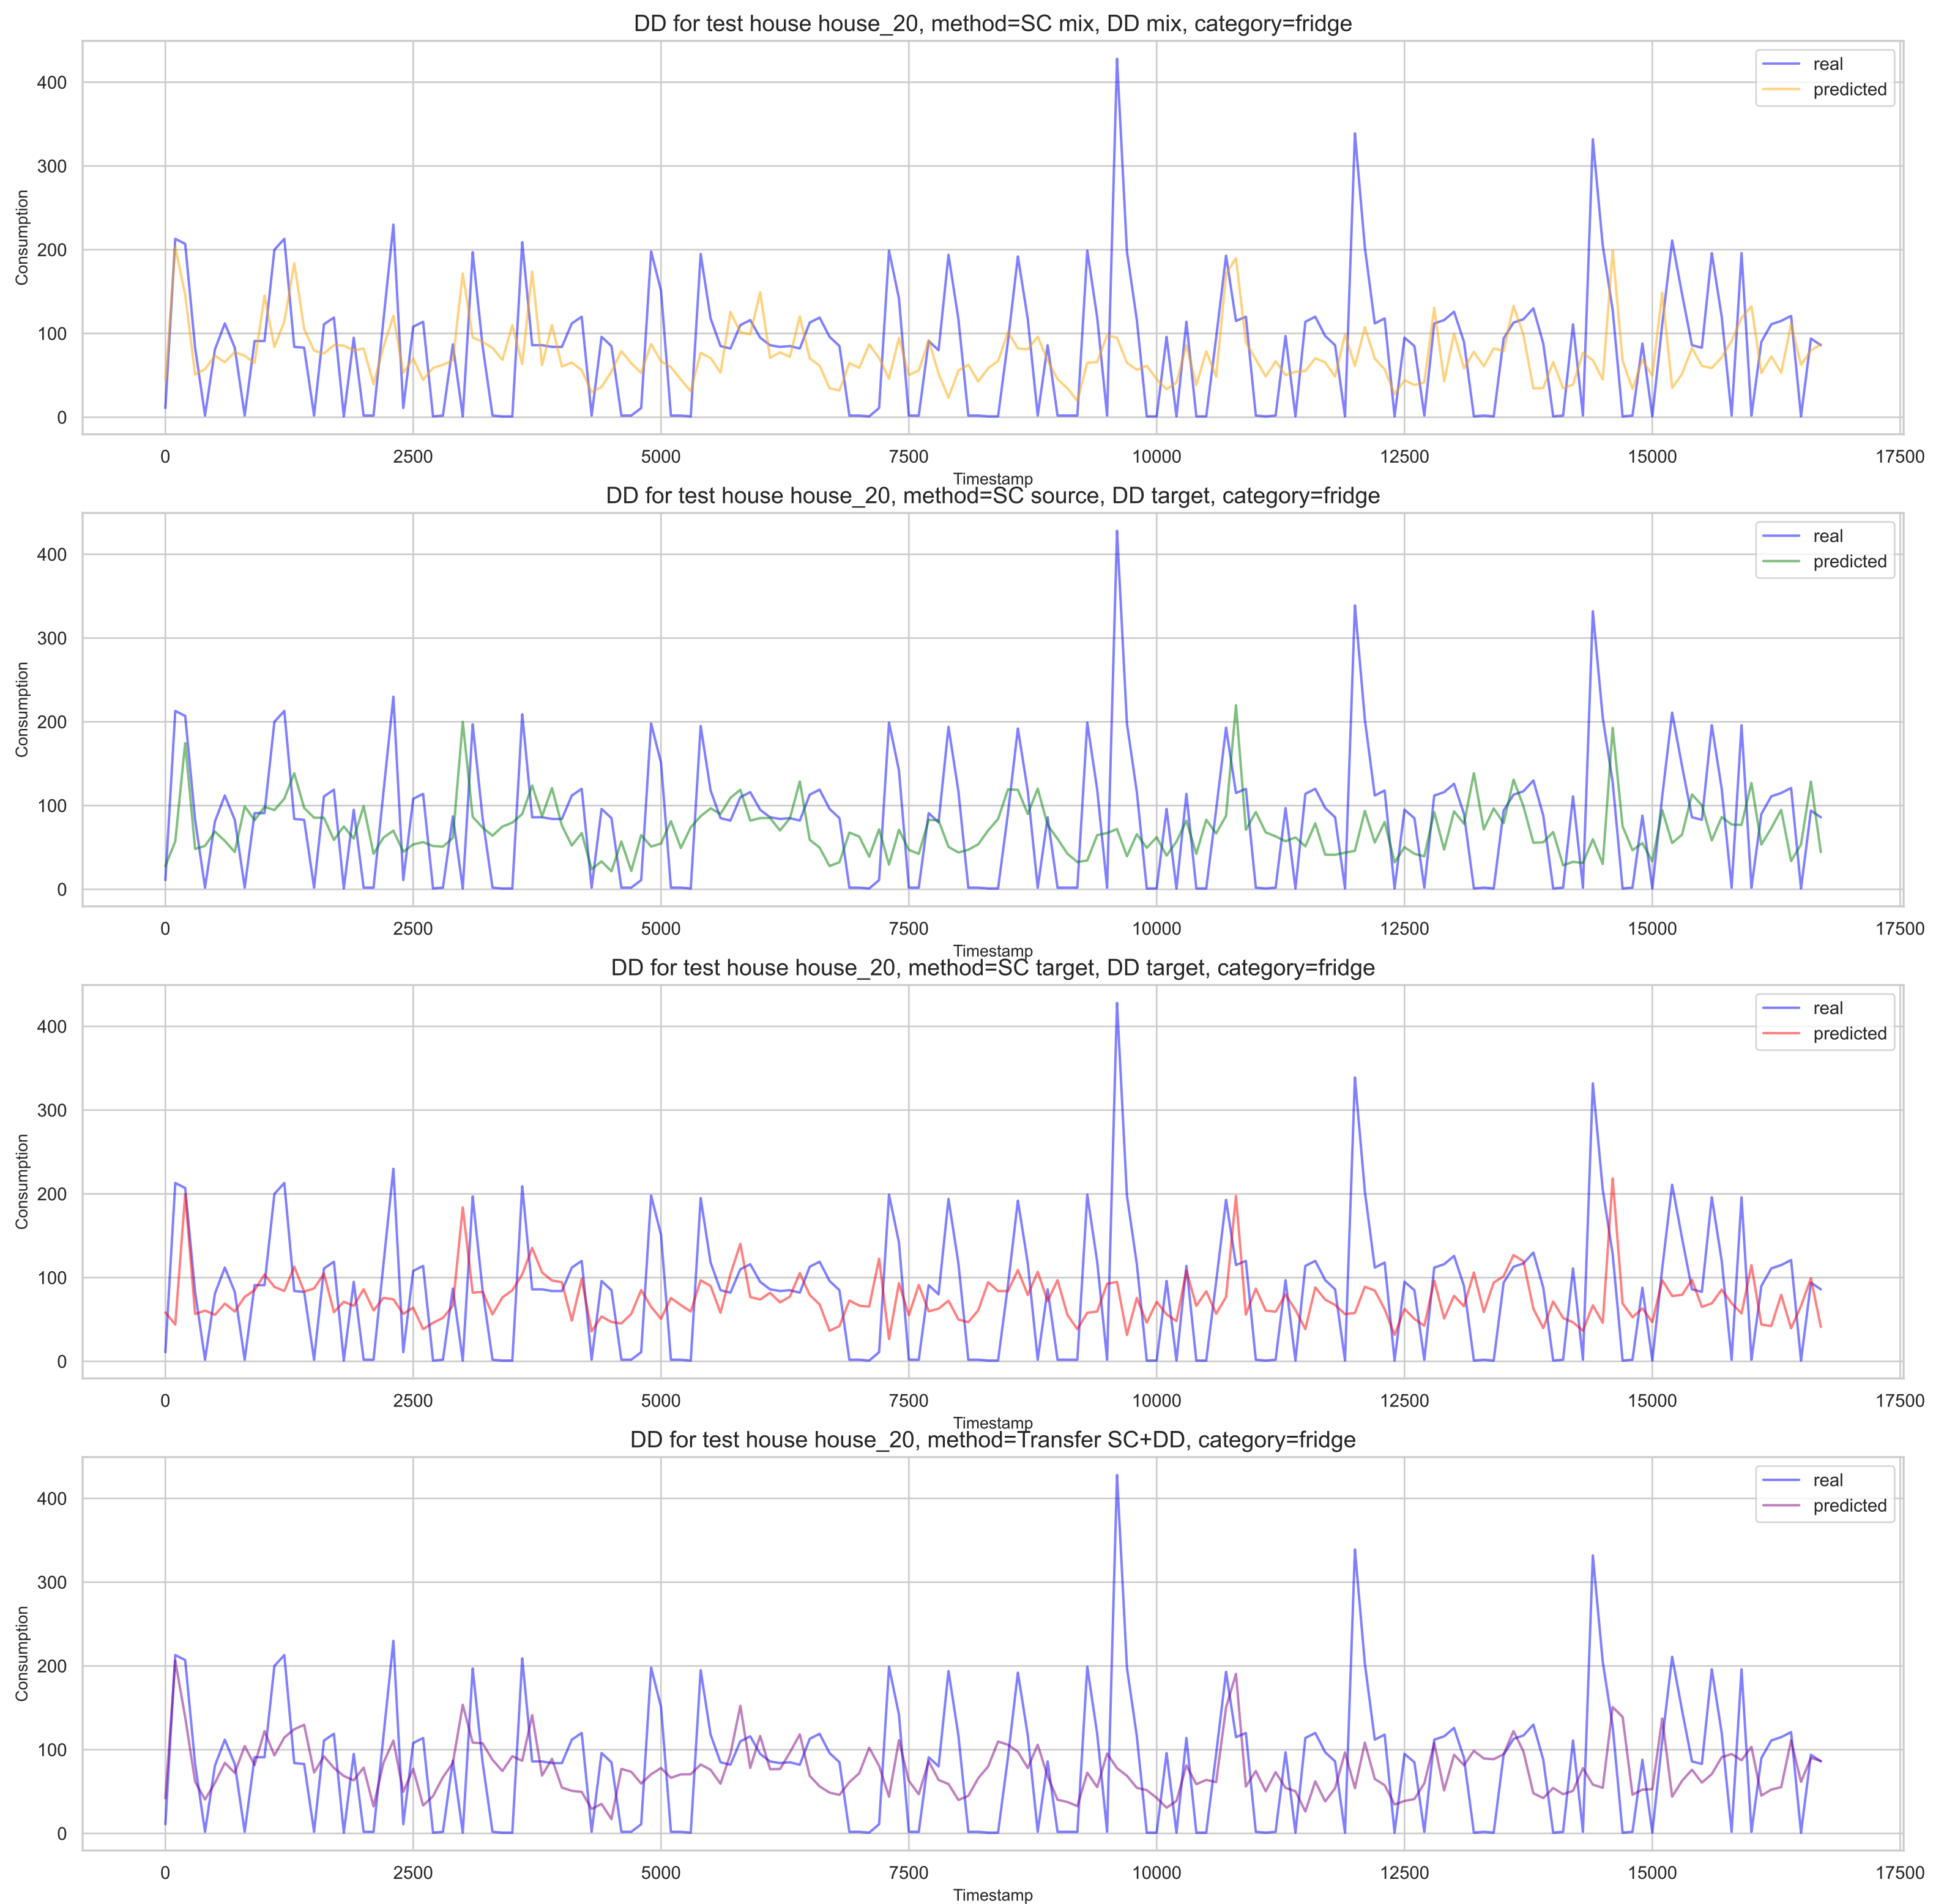 DD for test house house_20, method=SC mix, DD mix, category=fridge
real
predicted
Consumption
400
300
200
100
0
0 2500 5000 7500 10000 12500 15000 17500
Timestamp
DD for test house house_20, method=SC source, DD target, category=fridge
real
predicted
Consumption
400
300
200
100
0
0 2500 5000 7500 10000 12500 15000 17500
Timestamp
DD for test house house_20, method=SC target, DD target, category=fridge
real
predicted
Consumption
400
300
200
100
0
0 2500 5000 7500 10000 12500 15000 17500
Timestamp
DD for test house house_20, method=Transfer SC+DD, category=fridge
real
predicted
Consumption
400
300
200
100
0
0 2500 5000 7500 10000 12500 15000 17500
Timestamp